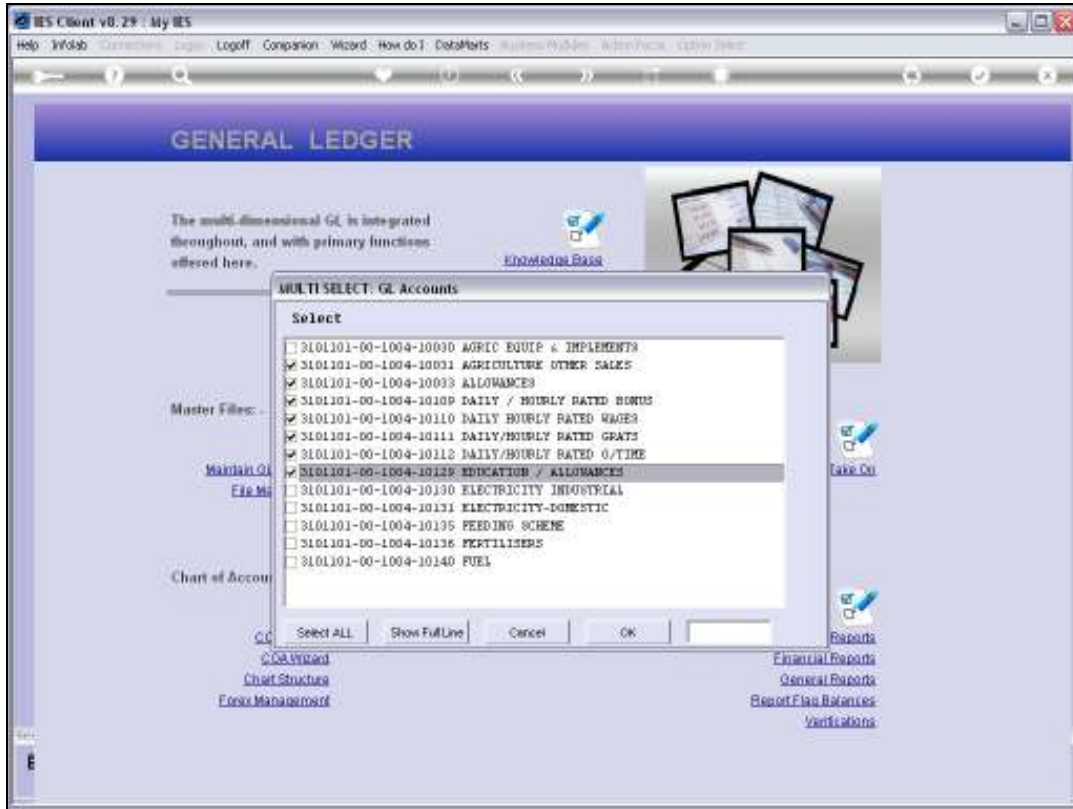 IES Client v8.29 : My IES
Help Infolab Logoff Companion Wizard How do I DataMarts
GENERAL LEDGER
The multi-dimensional GL is integrated
throughout, and with primary functions
offered here.
Knowledge Base
MULTI SELECT: GL Accounts
Select
3101101-00-1004-10030 AGRIC EQUIP & IMPLEMENTS
3101101-00-1004-10031 AGRICULTURE OTHER SALES
3101101-00-1004-10033 ALLOWANCES
3101101-00-1004-10109 DAILY / HOURLY RATED BONUS
3101101-00-1004-10110 DAILY HOURLY RATED WAGES
3101101-00-1004-10111 DAILY/HOURLY RATED GRATS
3101101-00-1004-10112 DAILY/HOURLY RATED O/TIME
3101101-00-1004-10129 EDUCATION / ALLOWANCES
3101101-00-1004-10130 ELECTRICITY INDUSTRIAL
3101101-00-1004-10131 ELECTRICITY-DOMESTIC
3101101-00-1004-10135 FEEDING SCHEME
3101101-00-1004-10136 FERTILISERS
3101101-00-1004-10140 FUEL
Select ALL Show Full Line Cancel OK
Master Files:
Maintain
Take On
Chart of Accou
Reports
COA Wizard
Financial Reports
Chart Structure
General Reports
Forex Management
Report Flag Balances
Verifications